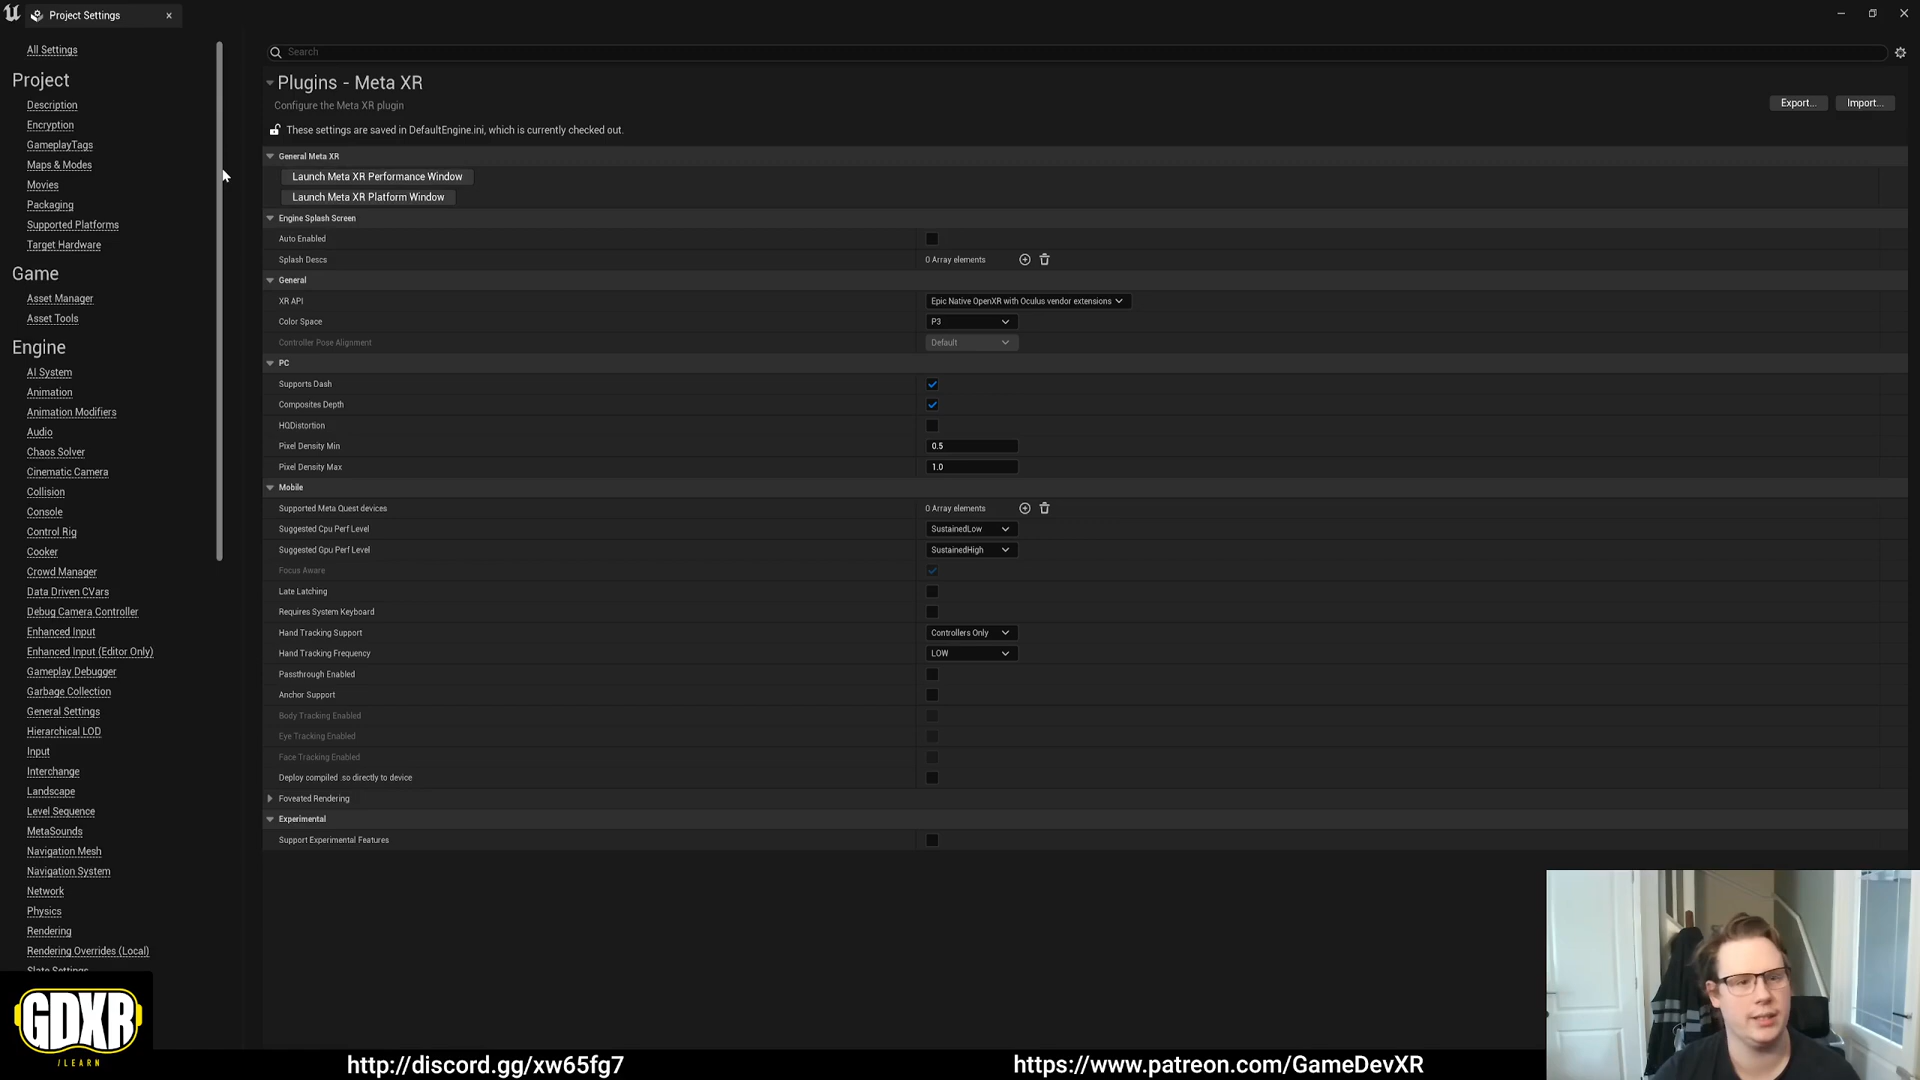 Project Settings
All Settings
Project
Description
Encryption
GameplayTags
Maps & Modes
Movies
Packaging
Supported Platforms
Target Hardware
Game
Asset Manager
Asset Tools
Engine
AI System
Animation
Animation Modifiers
Audio
Chaos Solver
Cinematic Camera
Collision
Console
Control Rig
Cooker
Crowd Manager
Data Driven CVars
Debug Camera Controller
Enhanced Input
Enhanced Input (Editor Only)
Gameplay Debugger
Garbage Collection
General Settings
Hierarchical LOD
Input
Interchange
Landscape
Level Sequence
MetaSounds
Navigation Mesh
Navigation System
Network
Physics
Rendering
Rendering Overrides (Local)
Slate Settings
Search
Plugins - Meta XR
Configure the Meta XR plugin
Export...
Import...
These settings are saved in DefaultEngine.ini, which is currently checked out.
General Meta XR
Launch Meta XR Performance Window
Launch Meta XR Platform Window
Engine Splash Screen
Auto Enabled
Splash Descs 0 Array elements
General
XR API Epic Native OpenXR with Oculus vendor extensions
Color Space P3
Controller Pose Alignment Default
PC
Supports Dash
Composites Depth
HQDistortion
Pixel Density Min 0.5
Pixel Density Max 1.0
Mobile
Supported Meta Quest devices 0 Array elements
Suggested Cpu Perf Level SustainedLow
Suggested Gpu Perf Level SustainedHigh
Focus Aware
Late Latching
Requires System Keyboard
Hand Tracking Support Controllers Only
Hand Tracking Frequency LOW
Passthrough Enabled
Anchor Support
Body Tracking Enabled
Eye Tracking Enabled
Face Tracking Enabled
Deploy compiled .so directly to device
Foveated Rendering
Experimental
Support Experimental Features
GDXR
/LEARN
http://discord.gg/xw65fg7
https://www.patreon.com/GameDevXR